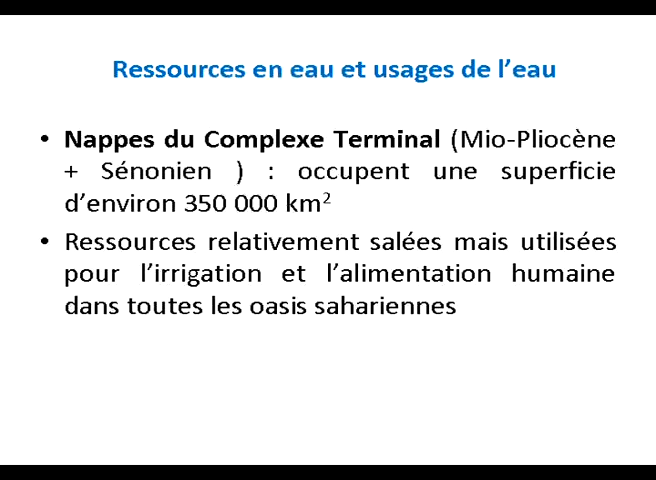 Ressources en eau et usages de l’eau
• Nappes du Complexe Terminal (Mio-Pliocène
+ Sénonien ) : occupent une superficie
d’environ 350 000 km²
• Ressources relativement salées mais utilisées
pour l’irrigation et l’alimentation humaine
dans toutes les oasis sahariennes